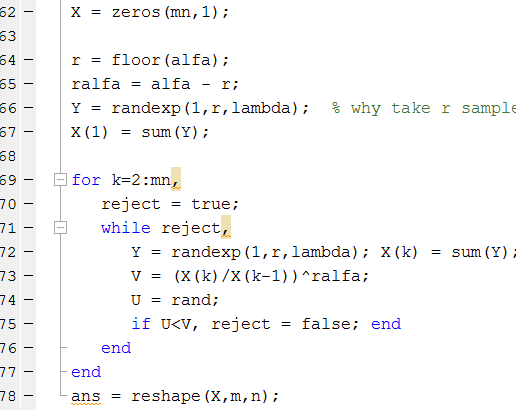 62 – X = zeros(mn,1);
63
64 – r = floor(alfa);
65 – ralfa = alfa - r;
66 – Y = randexp(1,r,lambda); % why take r sample
67 – X(1) = sum(Y);
68
69 – for k=2:mn,
70 – reject = true;
71 – while reject,
72 – Y = randexp(1,r,lambda); X(k) = sum(Y);
73 – V = (X(k)/X(k-1))^ralfa;
74 – U = rand;
75 – if U<V, reject = false; end
76 – end
77 – end
78 – ans = reshape(X,m,n);